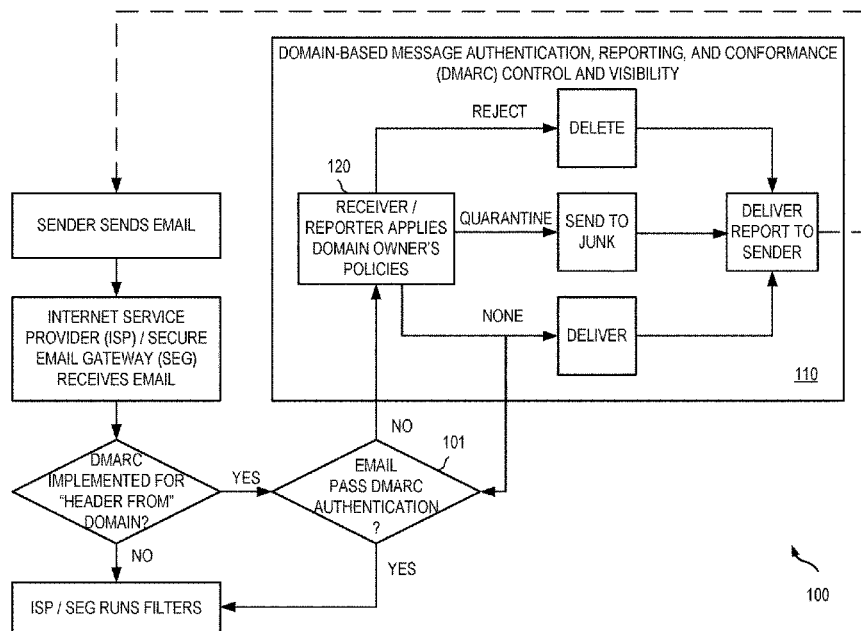 DOMAIN-BASED MESSAGE AUTHENTICATION, REPORTING, AND CONFORMANCE
(DMARC) CONTROL AND VISIBILITY
REJECT
DELETE
120
SENDER SENDS EMAIL
RECEIVER /
REPORTER APPLIES
DOMAIN OWNER'S
POLICIES
QUARANTINE
SEND TO
JUNK
DELIVER
REPORT TO
SENDER
INTERNET SERVICE
PROVIDER (ISP) / SECURE
EMAIL GATEWAY (SEG)
RECEIVES EMAIL
NONE
DELIVER
110
NO
101
DMARC
IMPLEMENTED FOR
"HEADER FROM"
DOMAIN?
YES
EMAIL
PASS DMARC
AUTHENTICATION
?
NO
YES
ISP / SEG RUNS FILTERS
100